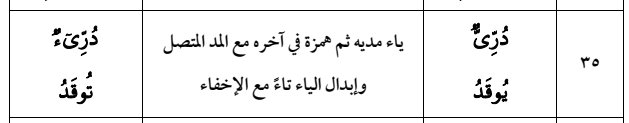 ٣٥
دُرِّىٌّ
يُوقَدُ
ياء مديه ثم همزة في آخره مع المد المتصل
وإبدال الياء تاءً مع الإخفاء
دُرِّىٓءٌ
تُوقَدُ